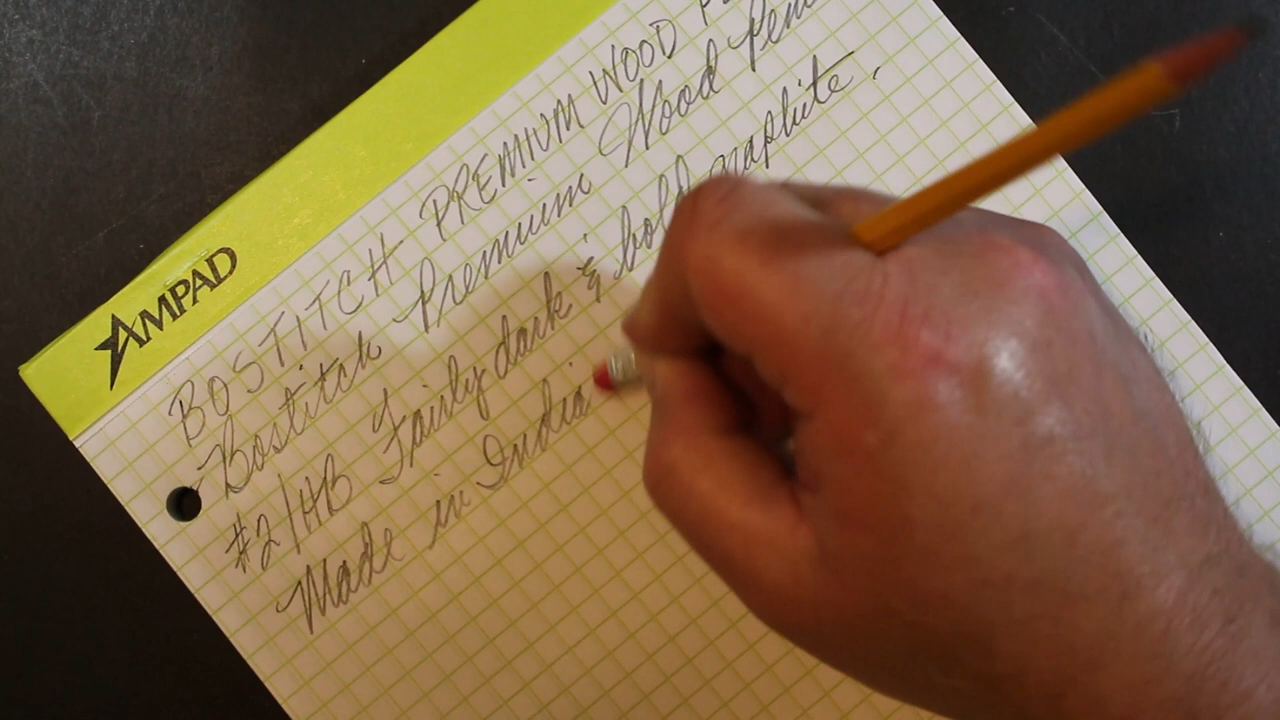 AMPAD
BOSTITCH PREMIUM WOOD
Bostitch Premium Wood
#2/HB Fairly dark & bold graphite.
Made in India